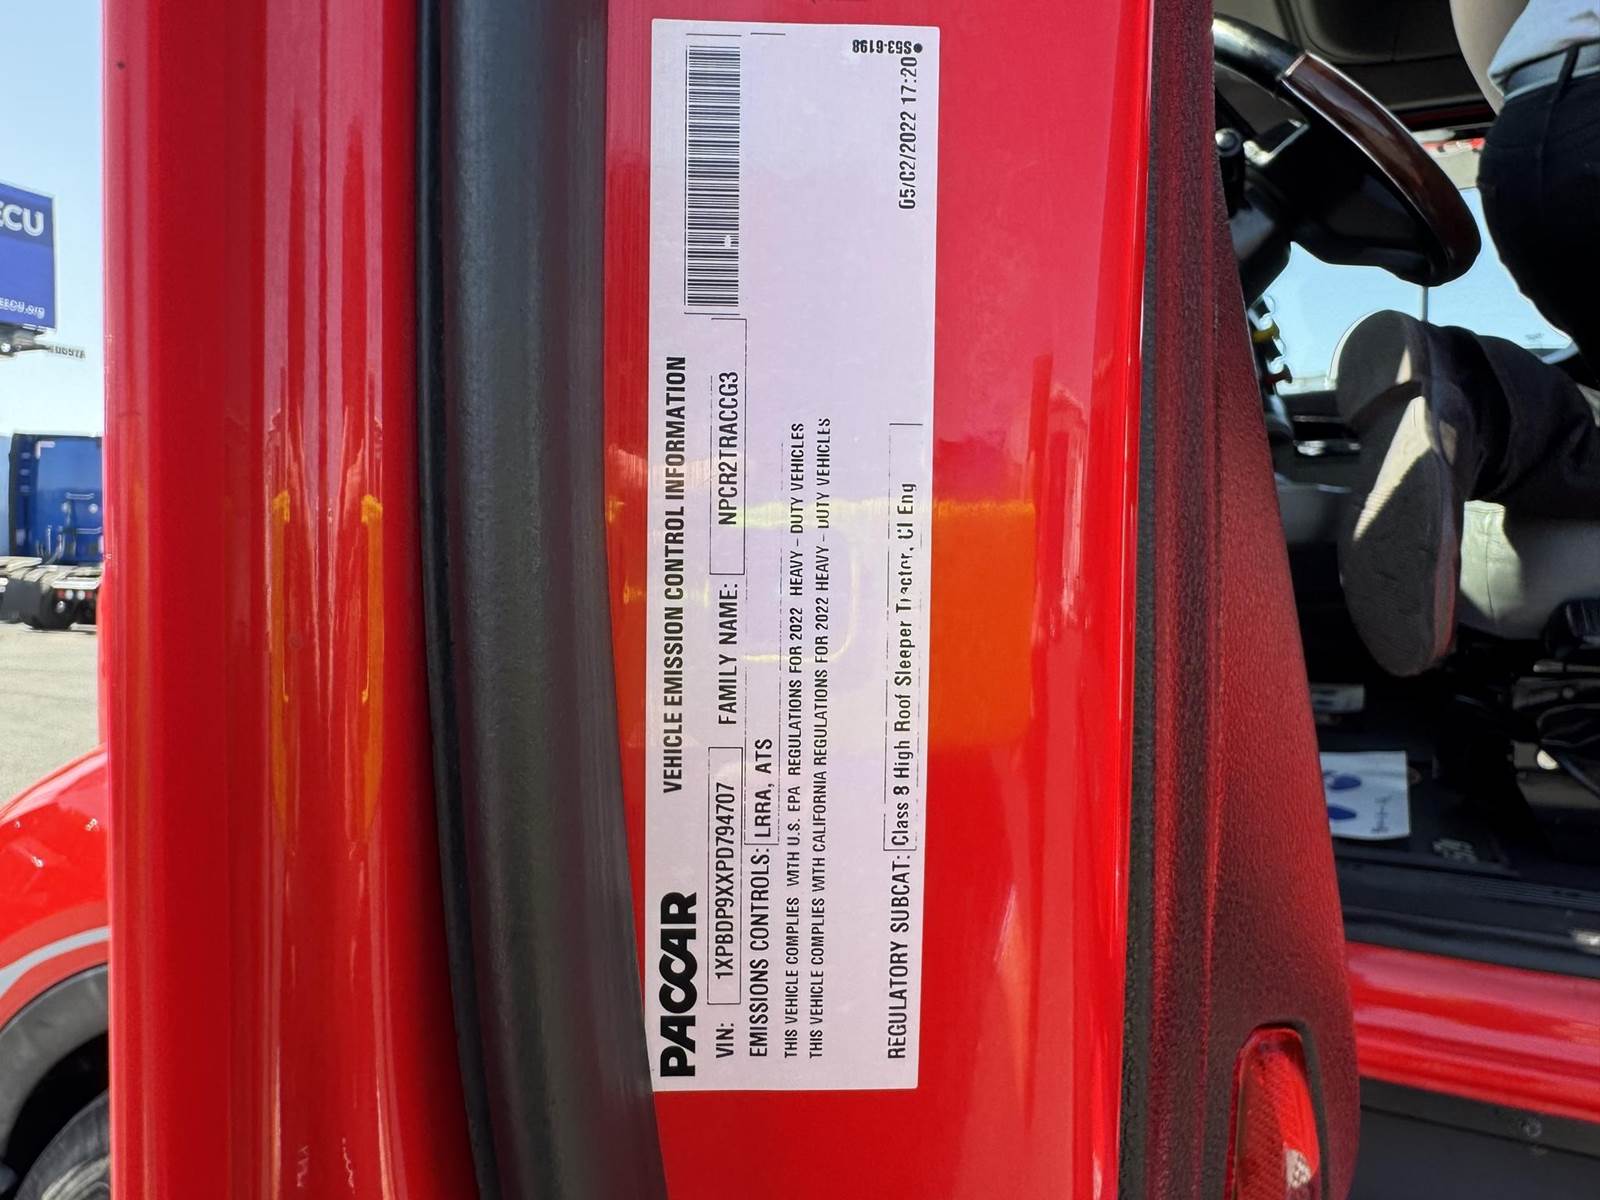 PACCAR
VEHICLE EMISSION CONTROL INFORMATION
VIN: 1XPBDP9XXPD794707 FAMILY NAME: NPCR2TRACCG3
EMISSIONS CONTROLS: LRRA, ATS
THIS VEHICLE COMPLIES WITH U.S. EPA REGULATIONS FOR 2022 HEAVY – DUTY VEHICLES
THIS VEHICLE COMPLIES WITH CALIFORNIA REGULATIONS FOR 2022 HEAVY – DUTY VEHICLES
REGULATORY SUBCAT: Class 8 High Roof Sleeper Tractor, CI Eng
05/02/2022 17:20
S53-6198
ECU